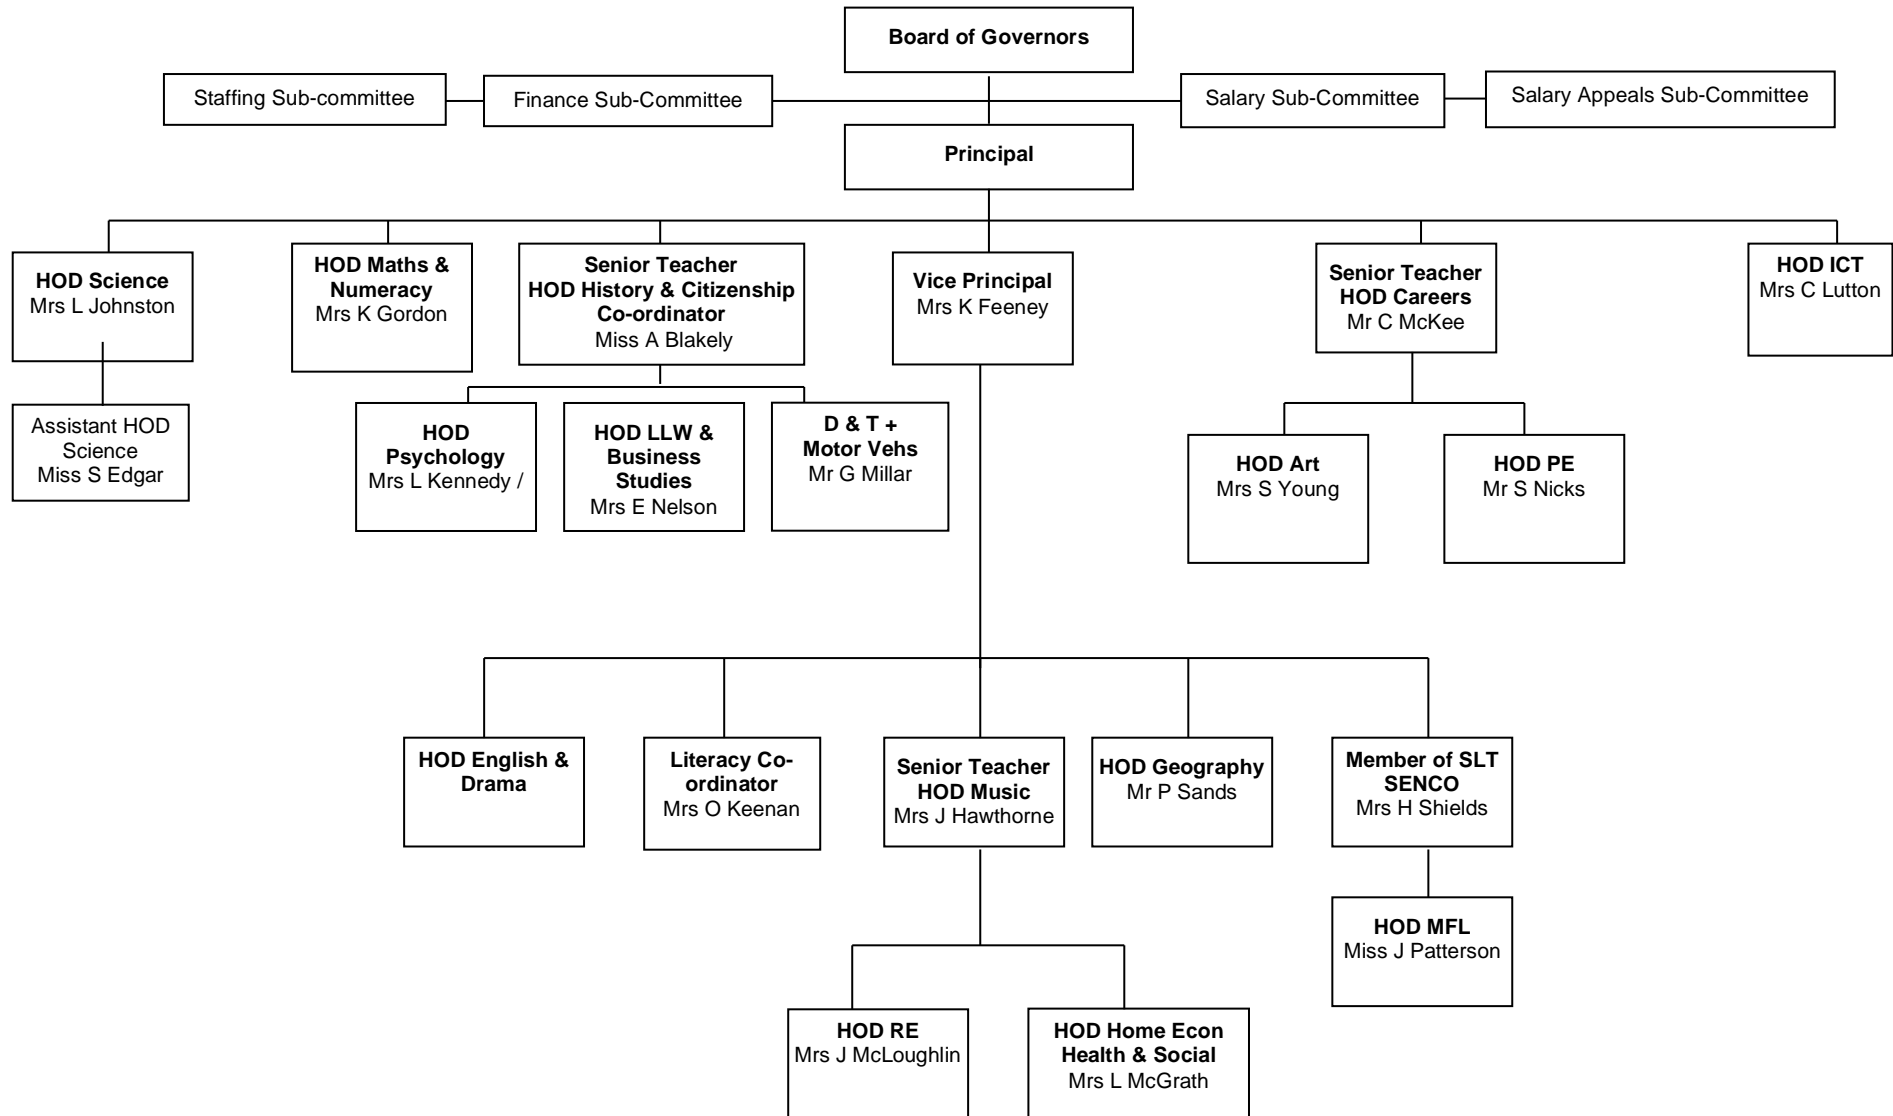 Board of Governors
Staffing Sub-committee
Finance Sub-Committee
Salary Sub-Committee
Salary Appeals Sub-Committee
Principal
HOD Science
Mrs L Johnston
HOD Maths &
Numeracy
Mrs K Gordon
Senior Teacher
HOD History & Citizenship
Co-ordinator
Miss A Blakely
Vice Principal
Mrs K Feeney
Senior Teacher
HOD Careers
Mr C McKee
HOD ICT
Mrs C Lutton
Assistant HOD
Science
Miss S Edgar
HOD
Psychology
Mrs L Kennedy /
HOD LLW &
Business
Studies
Mrs E Nelson
D & T +
Motor Vehs
Mr G Millar
HOD Art
Mrs S Young
HOD PE
Mr S Nicks
HOD English &
Drama
Literacy Co-
ordinator
Mrs O Keenan
Senior Teacher
HOD Music
Mrs J Hawthorne
HOD Geography
Mr P Sands
Member of SLT
SENCO
Mrs H Shields
HOD MFL
Miss J Patterson
HOD RE
Mrs J McLoughlin
HOD Home Econ
Health & Social
Mrs L McGrath